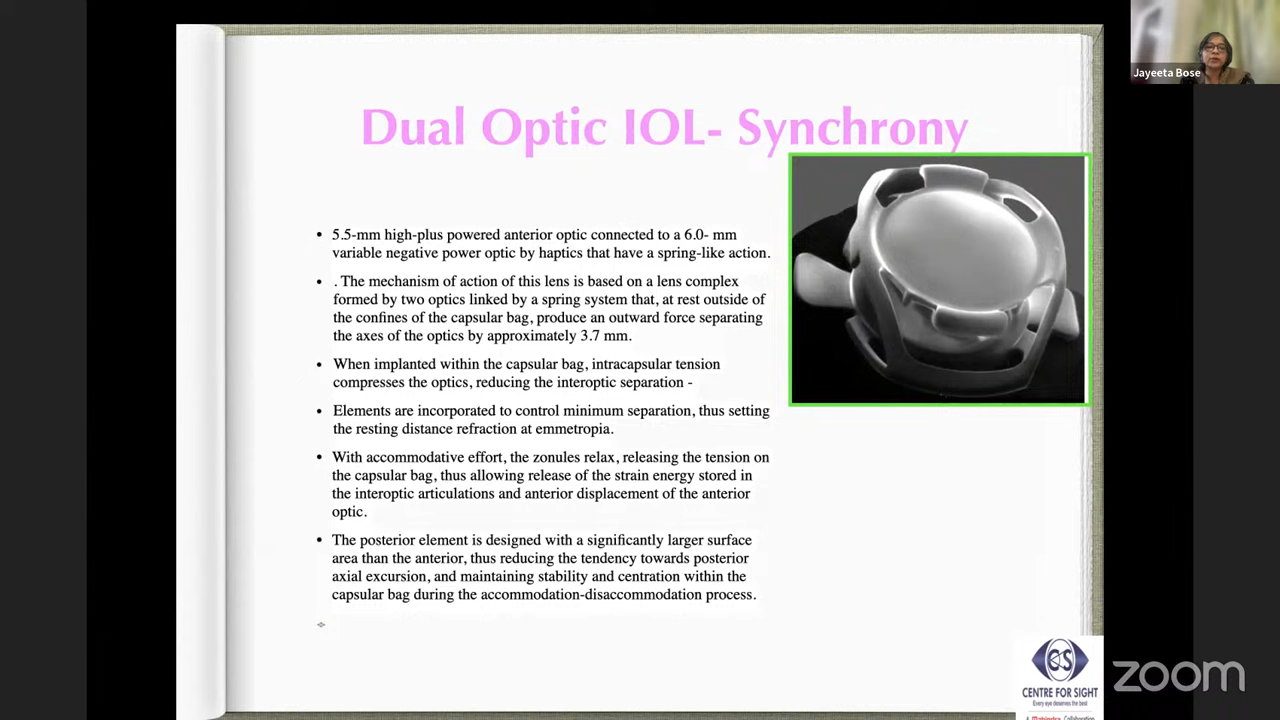 Dual Optic IOL- Synchrony
Jayeeta Bose
• 5.5-mm high-plus powered anterior optic connected to a 6.0- mm
variable negative power optic by haptics that have a spring-like action.
• . The mechanism of action of this lens is based on a lens complex
formed by two optics linked by a spring system that, at rest outside of
the confines of the capsular bag, produce an outward force separating
the axes of the optics by approximately 3.7 mm.
• When implanted within the capsular bag, intracapsular tension
compresses the optics, reducing the interoptic separation -
• Elements are incorporated to control minimum separation, thus setting
the resting distance refraction at emmetropia.
• With accommodative effort, the zonules relax, releasing the tension on
the capsular bag, thus allowing release of the strain energy stored in
the interoptic articulations and anterior displacement of the anterior
optic.
• The posterior element is designed with a significantly larger surface
area than the anterior, thus reducing the tendency towards posterior
axial excursion, and maintaining stability and centration within the
capsular bag during the accommodation-disaccommodation process.
CS
CENTRE FOR SIGHT
Every eye deserves the best
A Mahindra Collaboration
zoom